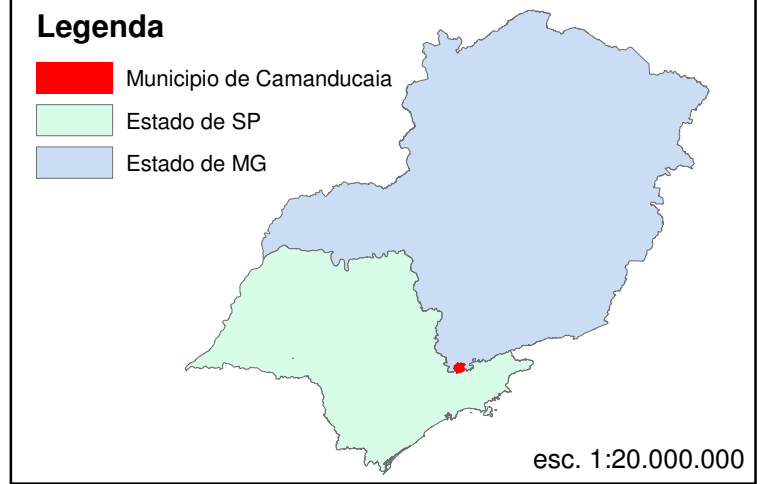 Legenda
Municipio de Camanducaia
Estado de SP
Estado de MG
esc. 1:20.000.000